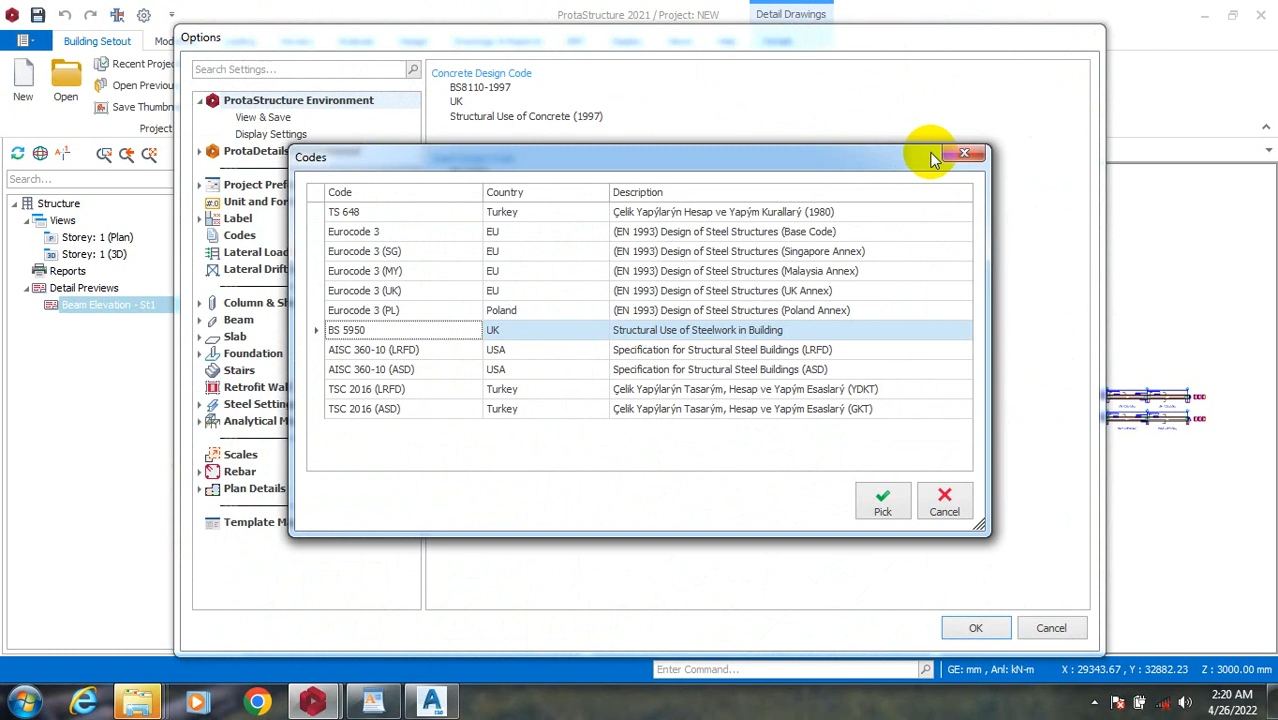 ProtaStructure 2021 / Project: NEW
Detail Drawings
Building Setout
Options
New
Open
Recent Proj
Open Previou
Save Thumbn
Search Settings...
ProtaStructure Environment
View & Save
Display Settings
ProtaDetails
Project Pref
Unit and For
Label
Codes
Lateral Load
Lateral Drift
Column & S
Beam
Slab
Foundation
Stairs
Retrofit Wal
Steel Settin
Analytical M
Scales
Rebar
Plan Details
Template Ma
Concrete Design Code
BS8110-1997
UK
Structural Use of Concrete (1997)
Search...
Structure
Views
Storey: 1 (Plan)
Storey: 1 (3D)
Reports
Detail Previews
Beam Elevation - St1
Codes
Code Country Description
TS 648 Turkey Çelik Yapýlarýn Hesap ve Yapým Kurallarý (1980)
Eurocode 3 EU (EN 1993) Design of Steel Structures (Base Code)
Eurocode 3 (SG) EU (EN 1993) Design of Steel Structures (Singapore Annex)
Eurocode 3 (MY) EU (EN 1993) Design of Steel Structures (Malaysia Annex)
Eurocode 3 (UK) EU (EN 1993) Design of Steel Structures (UK Annex)
Eurocode 3 (PL) Poland (EN 1993) Design of Steel Structures (Poland Annex)
BS 5950 UK Structural Use of Steelwork in Building
AISC 360-10 (LRFD) USA Specification for Structural Steel Buildings (LRFD)
AISC 360-10 (ASD) USA Specification for Structural Steel Buildings (ASD)
TSC 2016 (LRFD) Turkey Çelik Yapýlarýn Tasarým, Hesap ve Yapým Esaslarý (YDKT)
TSC 2016 (ASD) Turkey Çelik Yapýlarýn Tasarým, Hesap ve Yapým Esaslarý (GKT)
Pick
Cancel
OK
Cancel
Enter Command...
GE: mm, Anl: kN-m
X : 29343.67 , Y : 32882.23
Z : 3000.00 mm
2:20 AM
4/26/2022